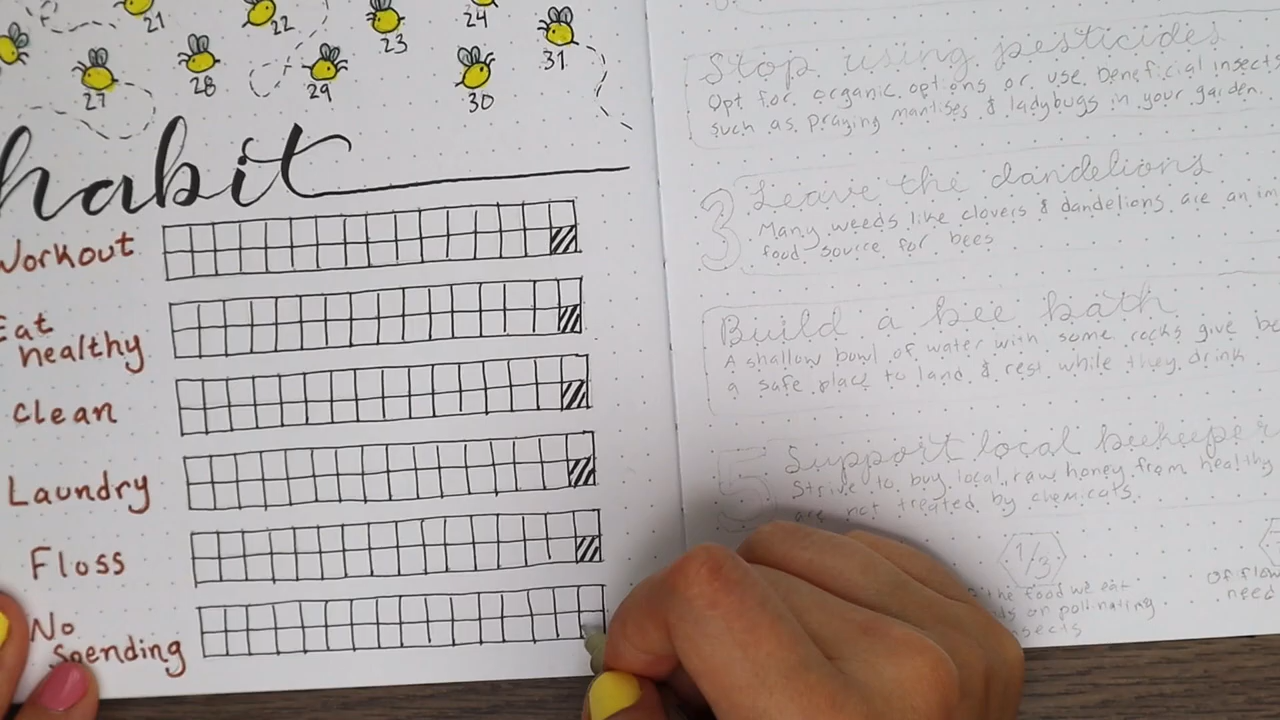 21
22
23
24
27
28
29
30
31
habit
Workout
Eat
healthy
Clean
Laundry
Floss
No
Spending
Stop using pesticides
Opt for organic options or use beneficial insects
such as praying mantises & ladybugs in your garden.
3
Leave the dandelions
Many weeds like clovers & dandelions are an
food source for bees
Build a bee bath
A shallow bowl of water with some rocks give
a safe place to land & rest while they drink
5
Support local
Strive to buy local, raw honey from healthy
are not treated by chemicals.
1/3
the food we eat
on pollinating
Of
need